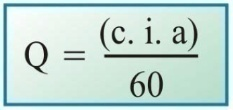 Q = (c. i. a)
60